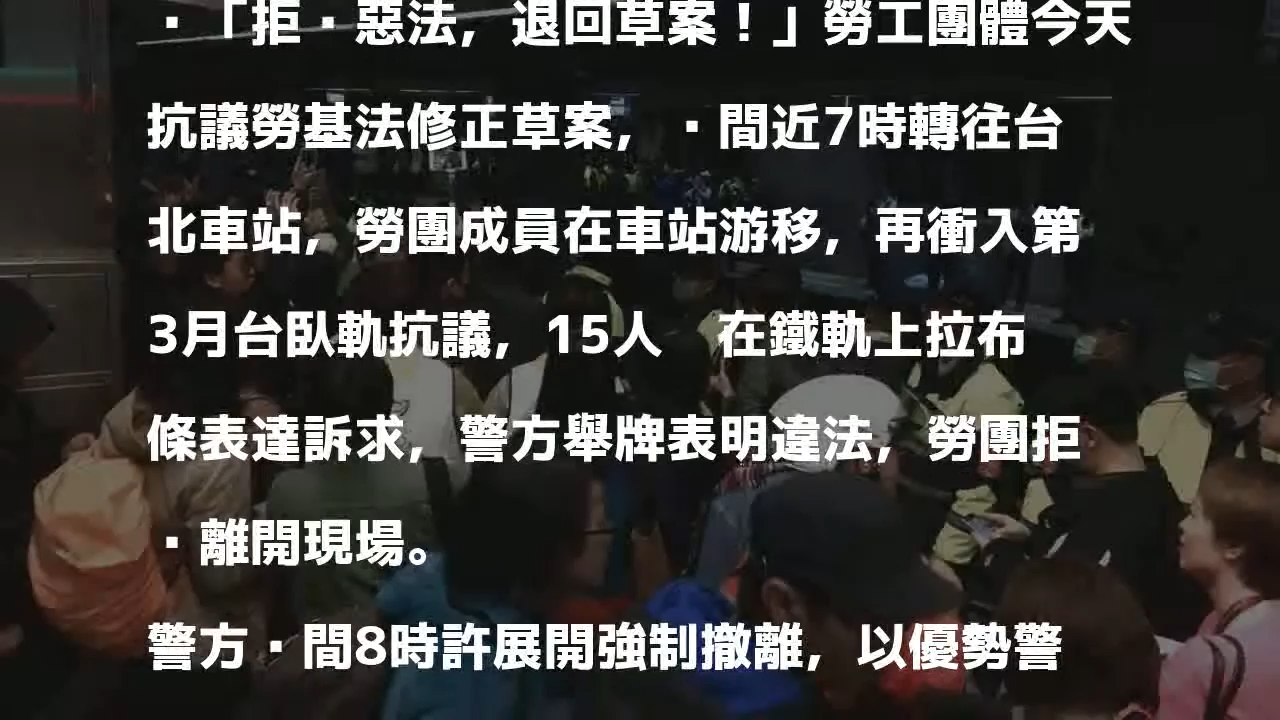 ▪「拒▪惡法，退回草案！」勞工團體今天
抗議勞基法修正草案，▪間近7時轉往台
北車站，勞團成員在車站游移，再衝入第
3月台臥軌抗議，15人　在鐵軌上拉布
條表達訴求，警方舉牌表明違法，勞團拒
▪離開現場。
警方▪間8時許展開強制撤離，以優勢警